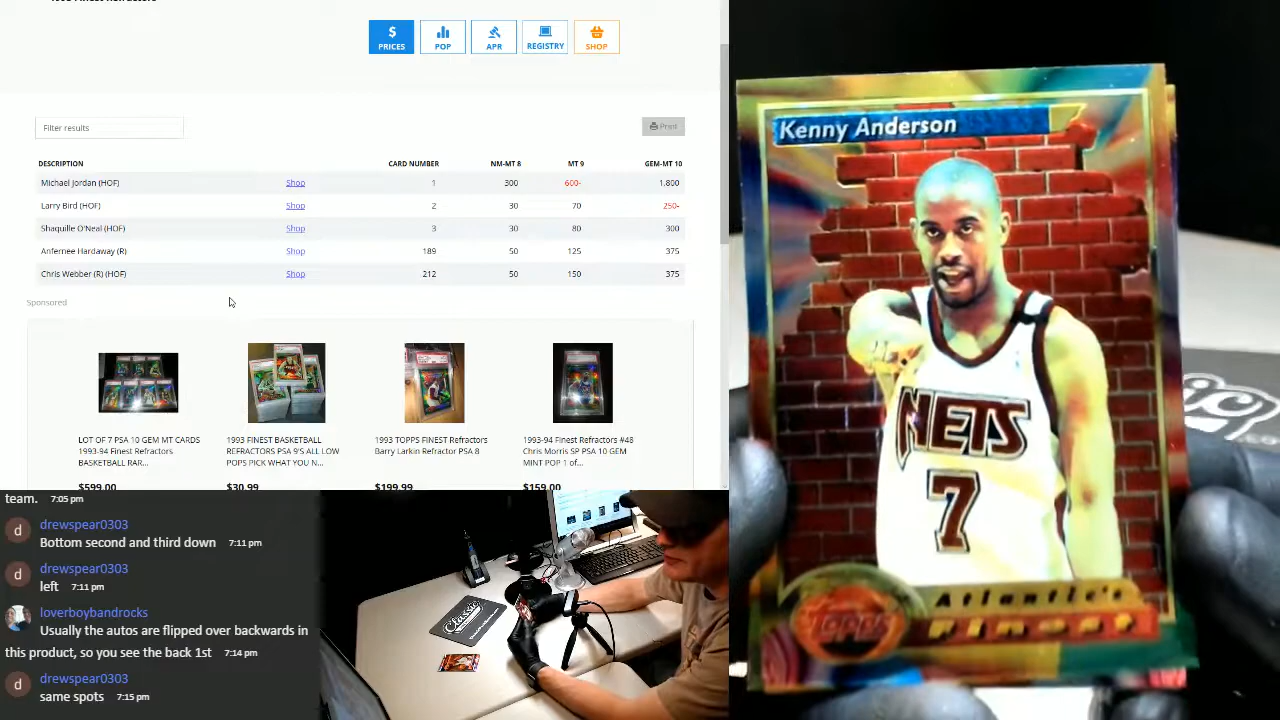 $
PRICES
POP
APR
REGISTRY
SHOP
Filter results
Print
DESCRIPTION CARD NUMBER NM-MT 8 MT 9 GEM-MT 10
Michael Jordan (HOF) Shop 1 300 600- 1,800
Larry Bird (HOF) Shop 2 30 70 250-
Shaquille O'Neal (HOF) Shop 3 30 80 300
Anfernee Hardaway (R) Shop 189 50 125 375
Chris Webber (R) (HOF) Shop 212 50 150 375
Sponsored
LOT OF 7 PSA 10 GEM MT CARDS
1993-94 Finest Refractors
BASKETBALL RAR...
$599.00
1993 FINEST BASKETBALL
REFRACTORS PSA 9'S ALL LOW
POPS PICK WHAT YOU N...
$30.99
1993 TOPPS FINEST Refractors
Barry Larkin Refractor PSA 8
$199.99
1993-94 Finest Refractors #48
Chris Morris SP PSA 10 GEM
MINT POP 1 of...
$159.00
team. 7:05 pm
d drewspear0303
Bottom second and third down 7:11 pm
d drewspear0303
left 7:11 pm
loverboybandrocks
Usually the autos are flipped over backwards in
this product, so you see the back 1st 7:14 pm
d drewspear0303
same spots 7:15 pm
Classic
Kenny Anderson
NETS
7
TOPPS
Atlantic's
Finest